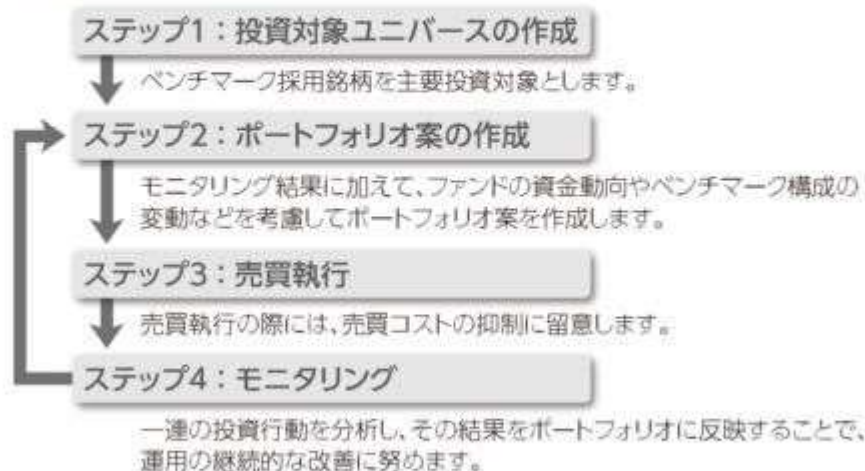 ステップ1：投資対象ユニバースの作成
ベンチマーク採用銘柄を主要投資対象とします。
ステップ2：ポートフォリオ案の作成
モニタリング結果に加えて、ファンドの資金動向やベンチマーク構成の
変動などを考慮してポートフォリオ案を作成します。
ステップ3：売買執行
売買執行の際には、売買コストの抑制に留意します。
ステップ4：モニタリング
一連の投資行動を分析し、その結果をポートフォリオに反映することで、
運用の継続的な改善に努めます。